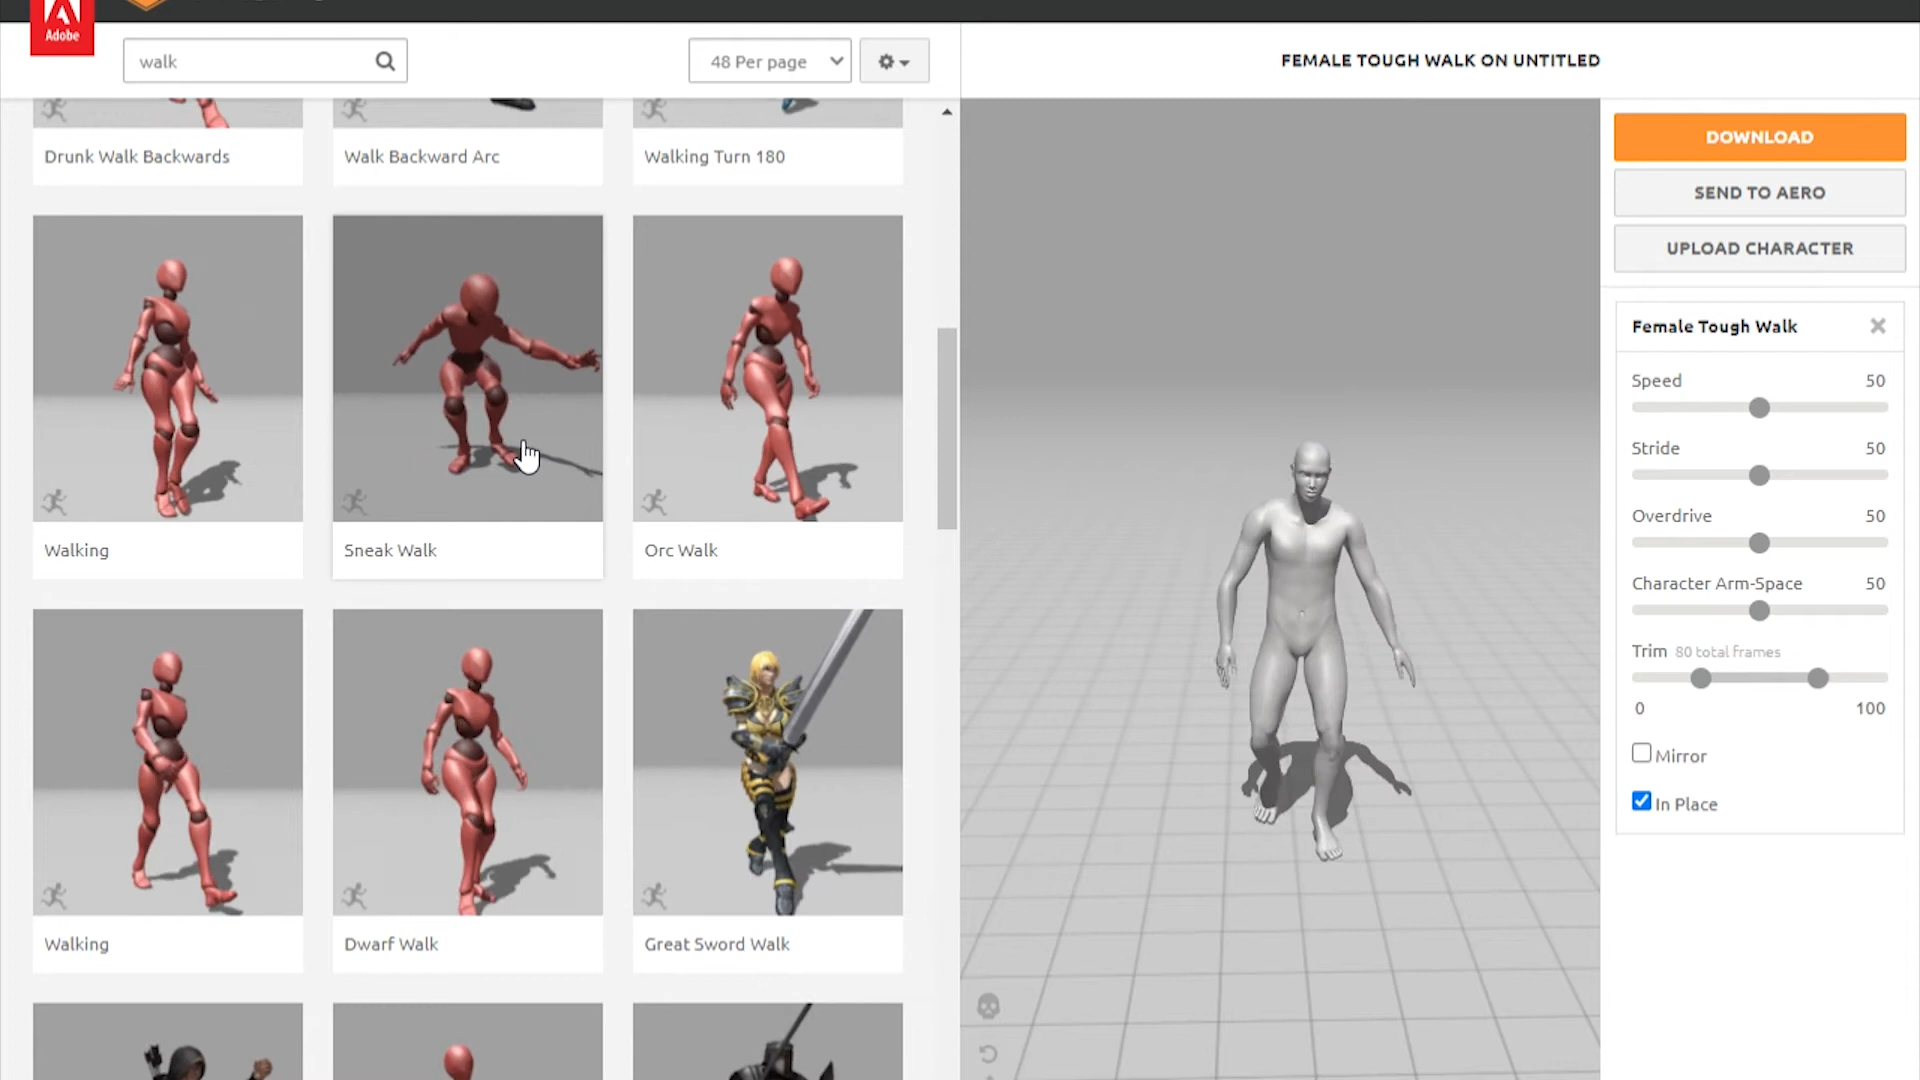 Adobe
walk
48 Per page
FEMALE TOUGH WALK ON UNTITLED
Drunk Walk Backwards
Walk Backward Arc
Walking Turn 180
Walking
Sneak Walk
Orc Walk
Walking
Dwarf Walk
Great Sword Walk
DOWNLOAD
SEND TO AERO
UPLOAD CHARACTER
Female Tough Walk
Speed 50
Stride 50
Overdrive 50
Character Arm-Space 50
Trim 80 total frames
0 100
Mirror
In Place